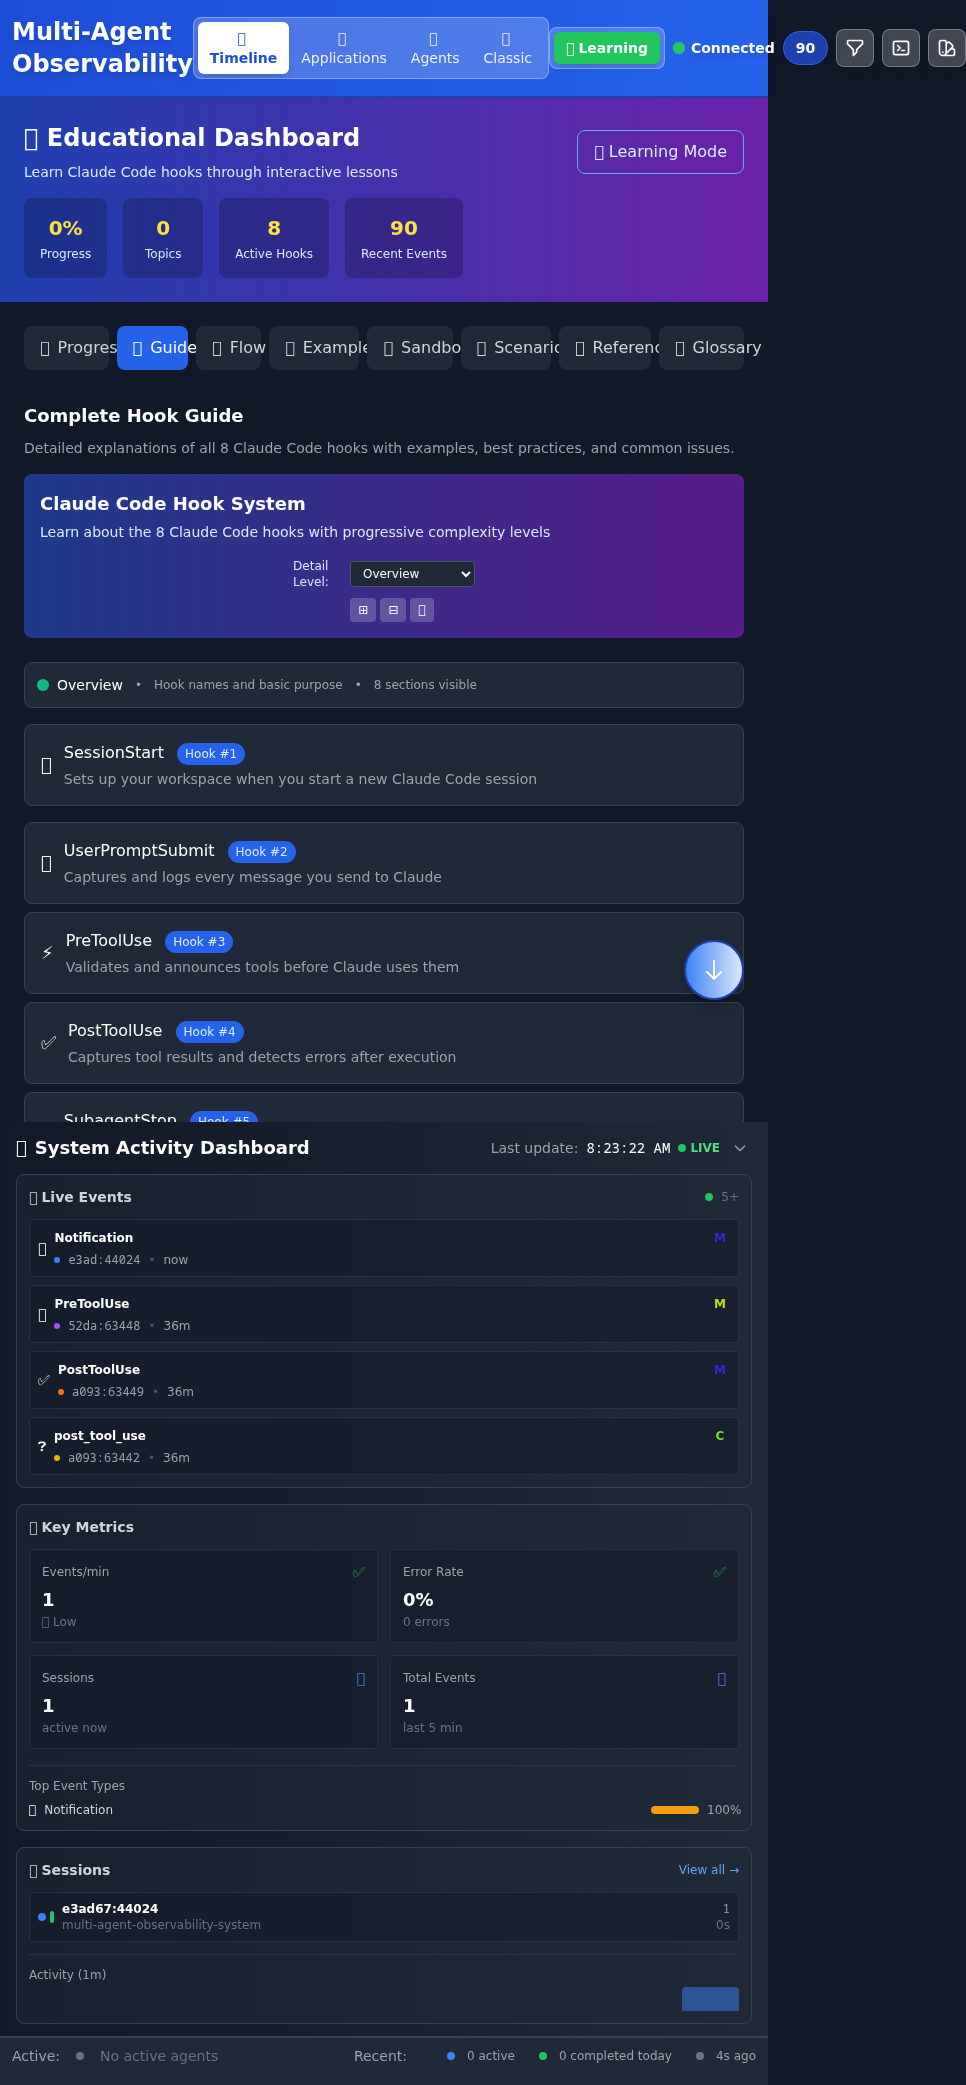 Multi-Agent
Observability
Timeline
Applications
Agents
Classic
Learning
Connected
90
Educational Dashboard
Learn Claude Code hooks through interactive lessons
Learning Mode
0%
Progress
0
Topics
8
Active Hooks
90
Recent Events
Progres
Guide
Flow
Example
Sandbo
Scenario
Referenc
Glossary
Complete Hook Guide
Detailed explanations of all 8 Claude Code hooks with examples, best practices, and common issues.
Claude Code Hook System
Learn about the 8 Claude Code hooks with progressive complexity levels
Detail
Level:
Overview
Overview • Hook names and basic purpose • 8 sections visible
SessionStart Hook #1
Sets up your workspace when you start a new Claude Code session
UserPromptSubmit Hook #2
Captures and logs every message you send to Claude
PreToolUse Hook #3
Validates and announces tools before Claude uses them
PostToolUse Hook #4
Captures tool results and detects errors after execution
SubagentStop Hook #5
System Activity Dashboard
Last update: 8:23:22 AM LIVE
Live Events
5+
Notification
M
e3ad:44024 • now
PreToolUse
M
52da:63448 • 36m
PostToolUse
M
a093:63449 • 36m
? post_tool_use
C
a093:63442 • 36m
Key Metrics
Events/min
1
Low
Error Rate
0%
0 errors
Sessions
1
active now
Total Events
1
last 5 min
Top Event Types
Notification
100%
Sessions
View all →
e3ad67:44024
1
multi-agent-observability-system
0s
Activity (1m)
Active: No active agents
Recent: 0 active 0 completed today 4s ago